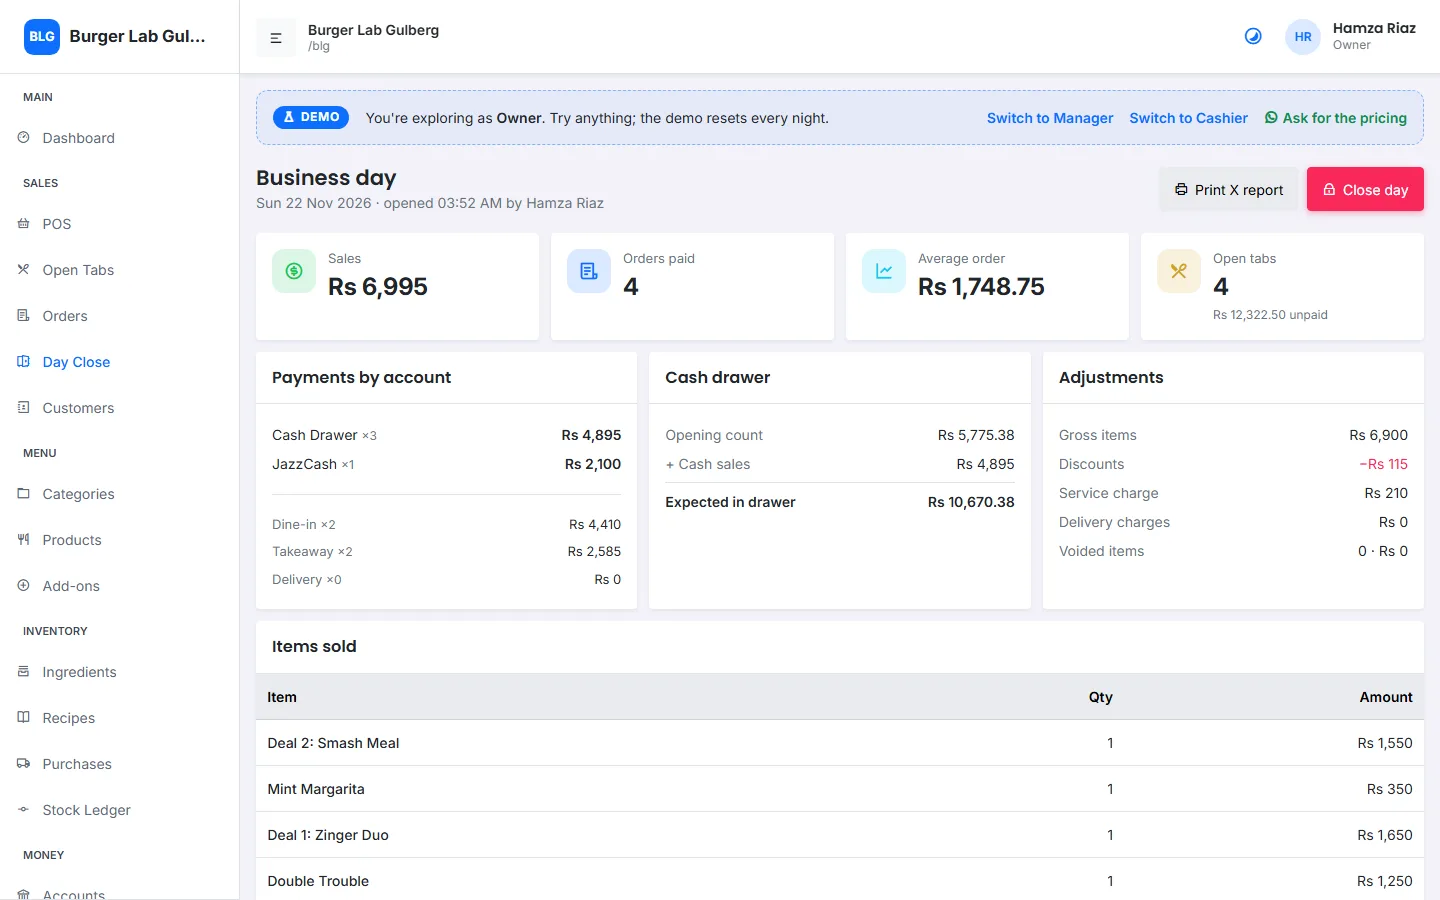 BLG Burger Lab Gul...
MAIN
Dashboard
SALES
POS
Open Tabs
Orders
Day Close
Customers
MENU
Categories
Products
Add-ons
INVENTORY
Ingredients
Recipes
Purchases
Stock Ledger
MONEY
Accounts
Burger Lab Gulberg
/blg
HR
Hamza Riaz
Owner
DEMO You're exploring as Owner. Try anything; the demo resets every night. Switch to Manager Switch to Cashier Ask for the pricing
Business day
Sun 22 Nov 2026 · opened 03:52 AM by Hamza Riaz
Print X report Close day
Sales
Rs 6,995
Orders paid
4
Average order
Rs 1,748.75
Open tabs
4
Rs 12,322.50 unpaid
Payments by account
Cash Drawer ×3 Rs 4,895
JazzCash ×1 Rs 2,100
Dine-in ×2 Rs 4,410
Takeaway ×2 Rs 2,585
Delivery ×0 Rs 0
Cash drawer
Opening count Rs 5,775.38
+ Cash sales Rs 4,895
Expected in drawer Rs 10,670.38
Adjustments
Gross items Rs 6,900
Discounts −Rs 115
Service charge Rs 210
Delivery charges Rs 0
Voided items 0 · Rs 0
Items sold
Item Qty Amount
Deal 2: Smash Meal 1 Rs 1,550
Mint Margarita 1 Rs 350
Deal 1: Zinger Duo 1 Rs 1,650
Double Trouble 1 Rs 1,250